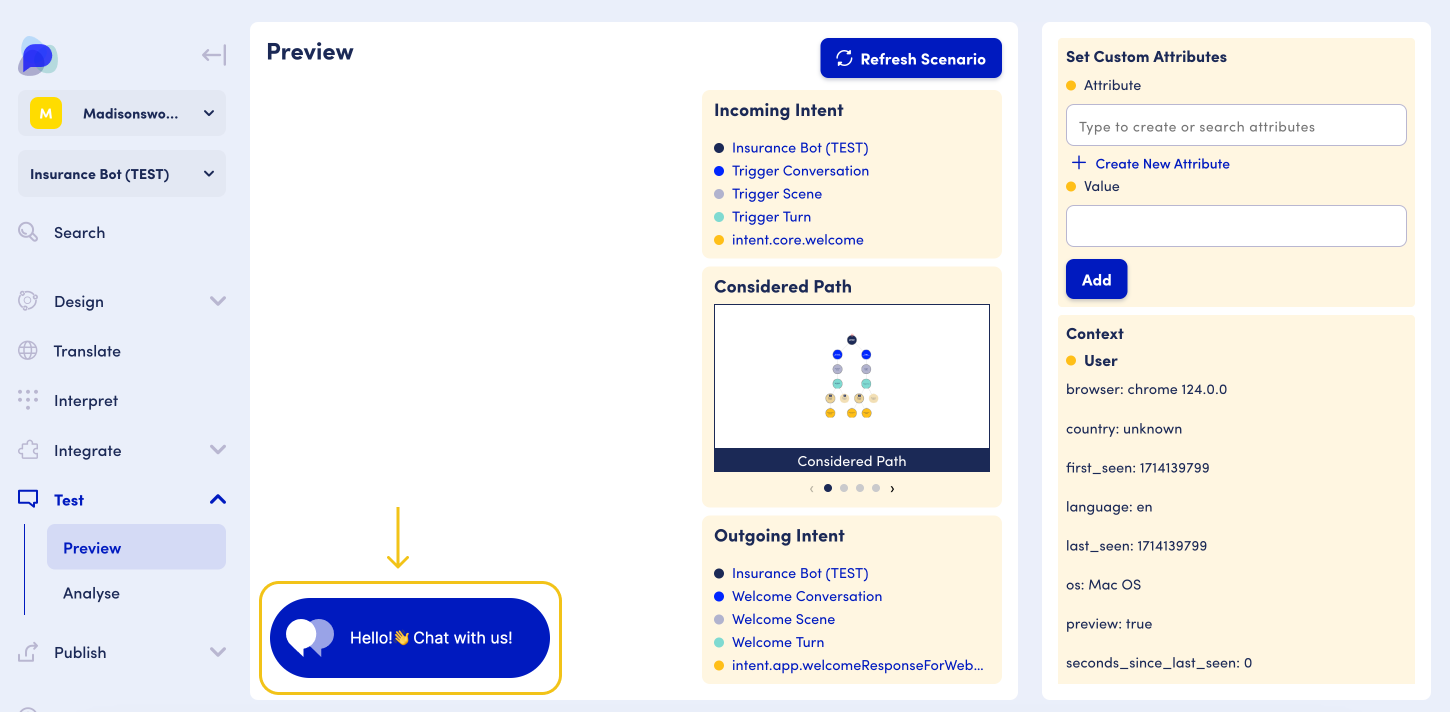 M
Madisonswo...
Insurance Bot (TEST)
Search
Design
Translate
Interpret
Integrate
Test
Preview
Analyse
Publish
Preview
Refresh Scenario
Incoming Intent
Insurance Bot (TEST)
Trigger Conversation
Trigger Scene
Trigger Turn
intent.core.welcome
Considered Path
Considered Path
‹ ›
Outgoing Intent
Insurance Bot (TEST)
Welcome Conversation
Welcome Scene
Welcome Turn
intent.app.welcomeResponseForWeb...
Hello!👋 Chat with us!
Set Custom Attributes
Attribute
Type to create or search attributes
+ Create New Attribute
Value
Add
Context
User
browser: chrome 124.0.0
country: unknown
first_seen: 1714139799
language: en
last_seen: 1714139799
os: Mac OS
preview: true
seconds_since_last_seen: 0